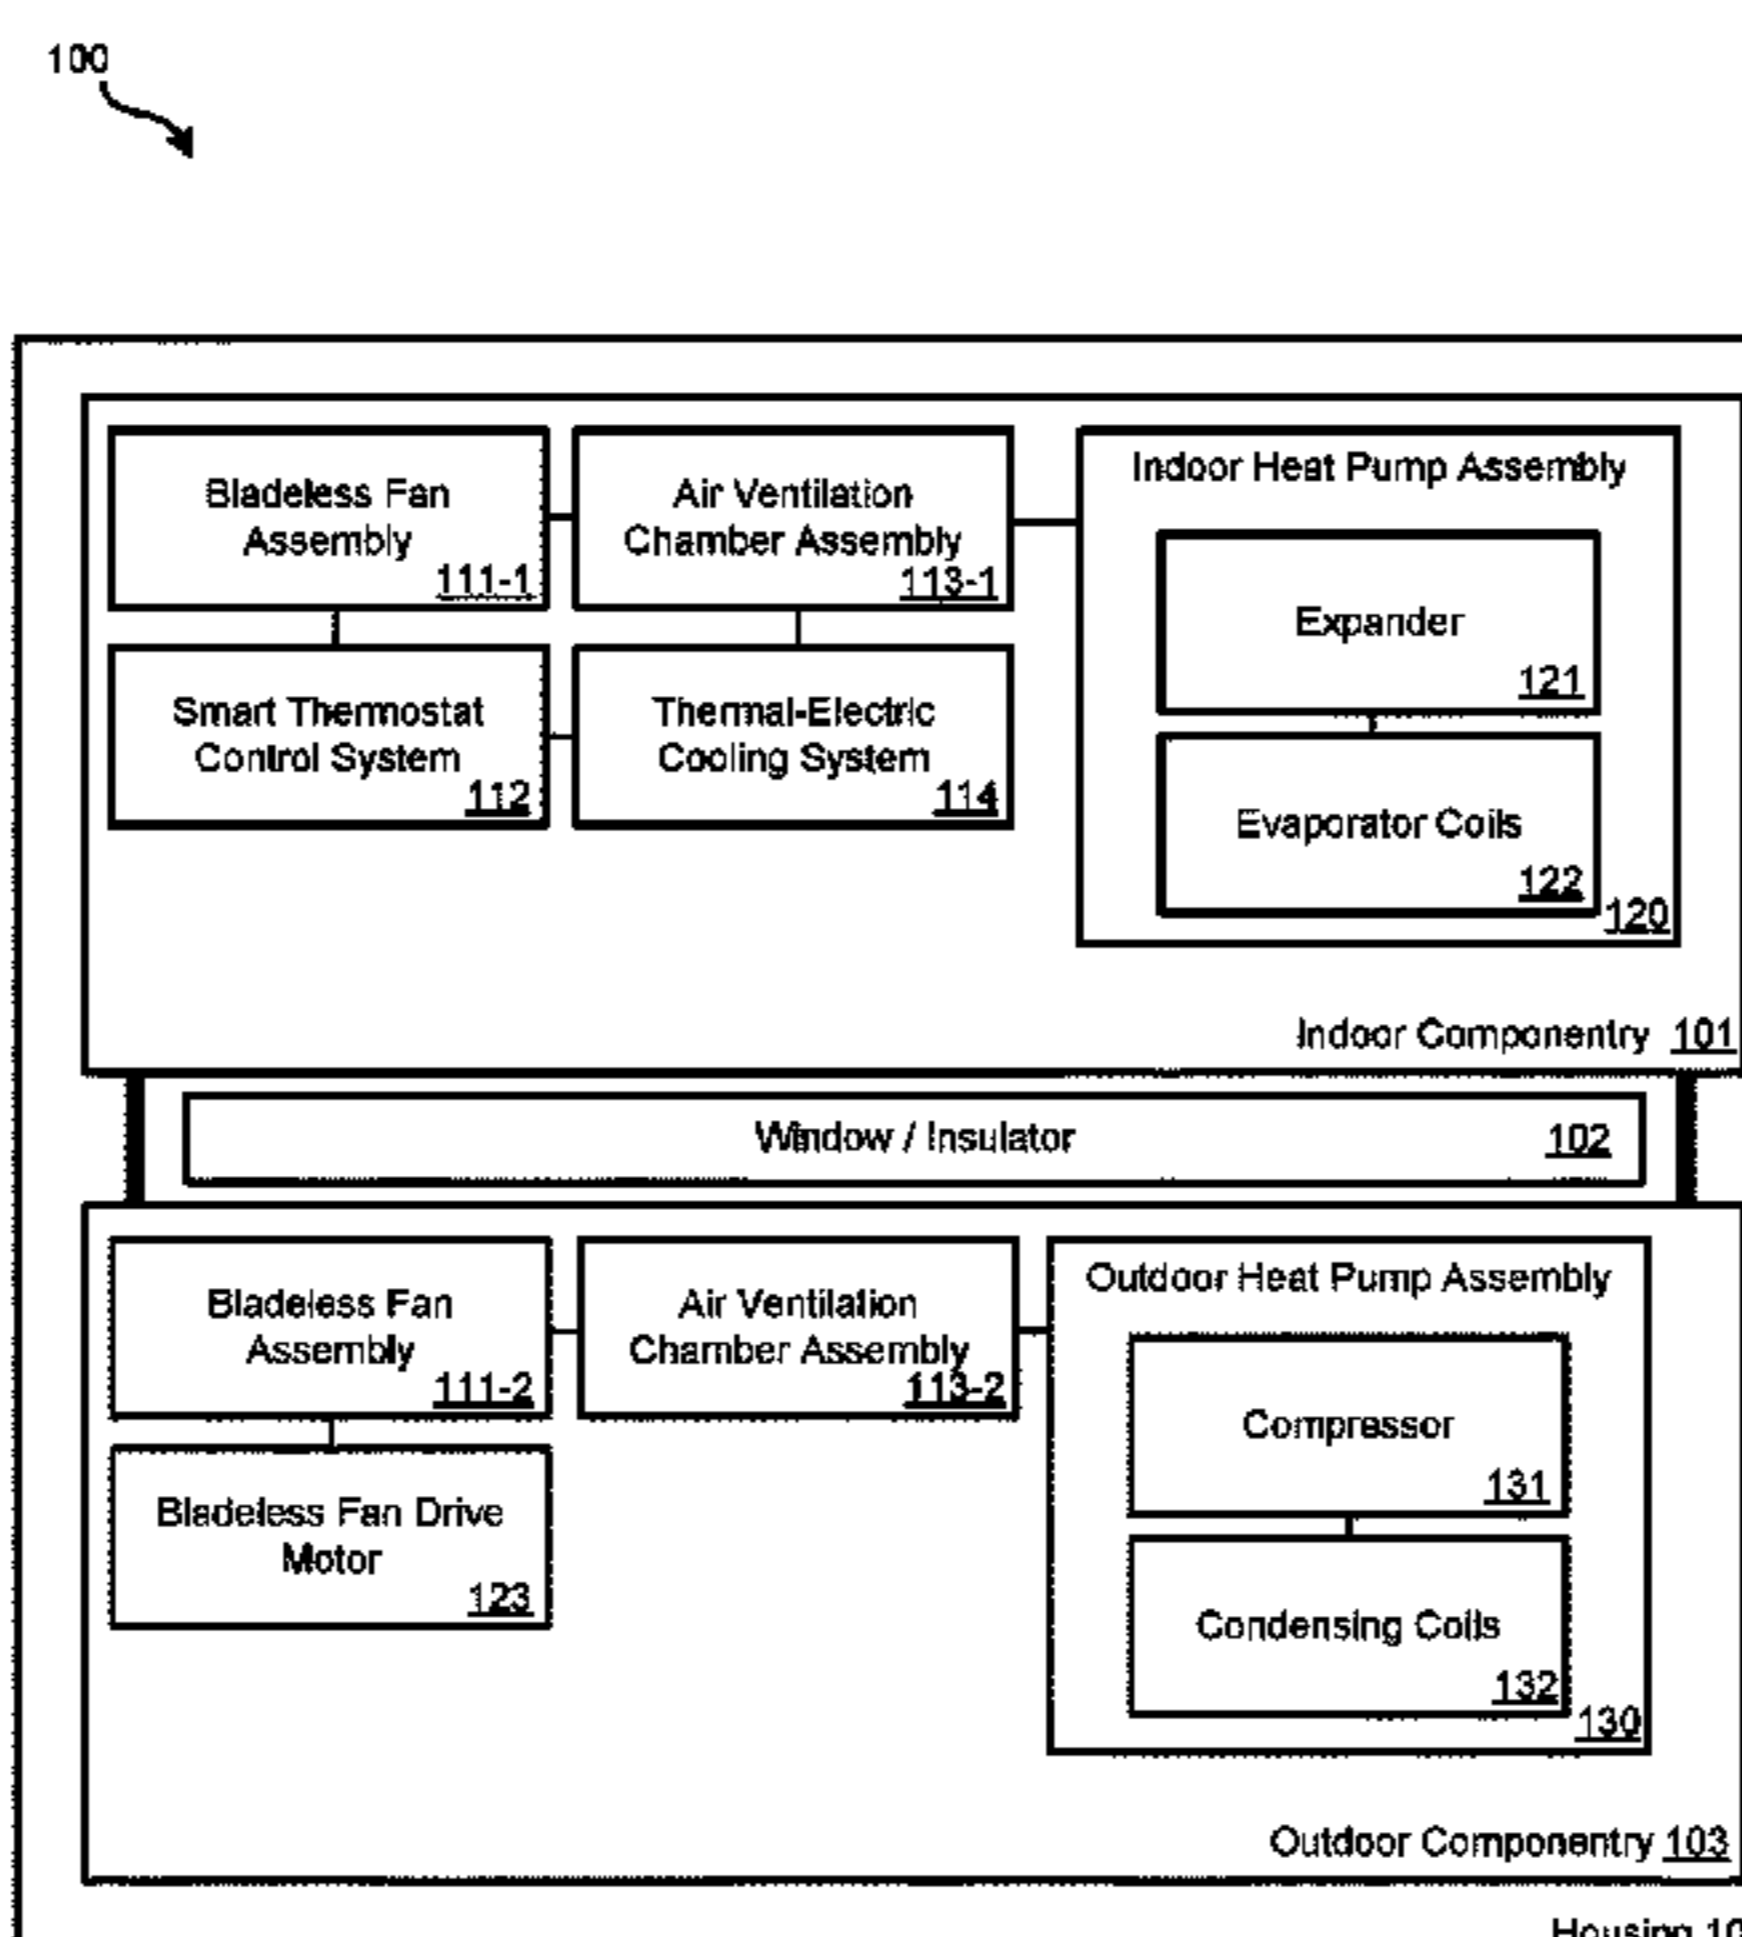 100
Bladeless Fan
Assembly
111-1
Air Ventilation
Chamber Assembly
113-1
Indoor Heat Pump Assembly
Expander
121
Smart Thermostat
Control System
112
Thermal-Electric
Cooling System
114
Evaporator Coils
122
120
Indoor Componentry 101
Window / Insulator 102
Bladeless Fan
Assembly
111-2
Air Ventilation
Chamber Assembly
113-2
Outdoor Heat Pump Assembly
Compressor
131
Bladeless Fan Drive
Motor
123
Condensing Coils
132
130
Outdoor Componentry 103
Housing